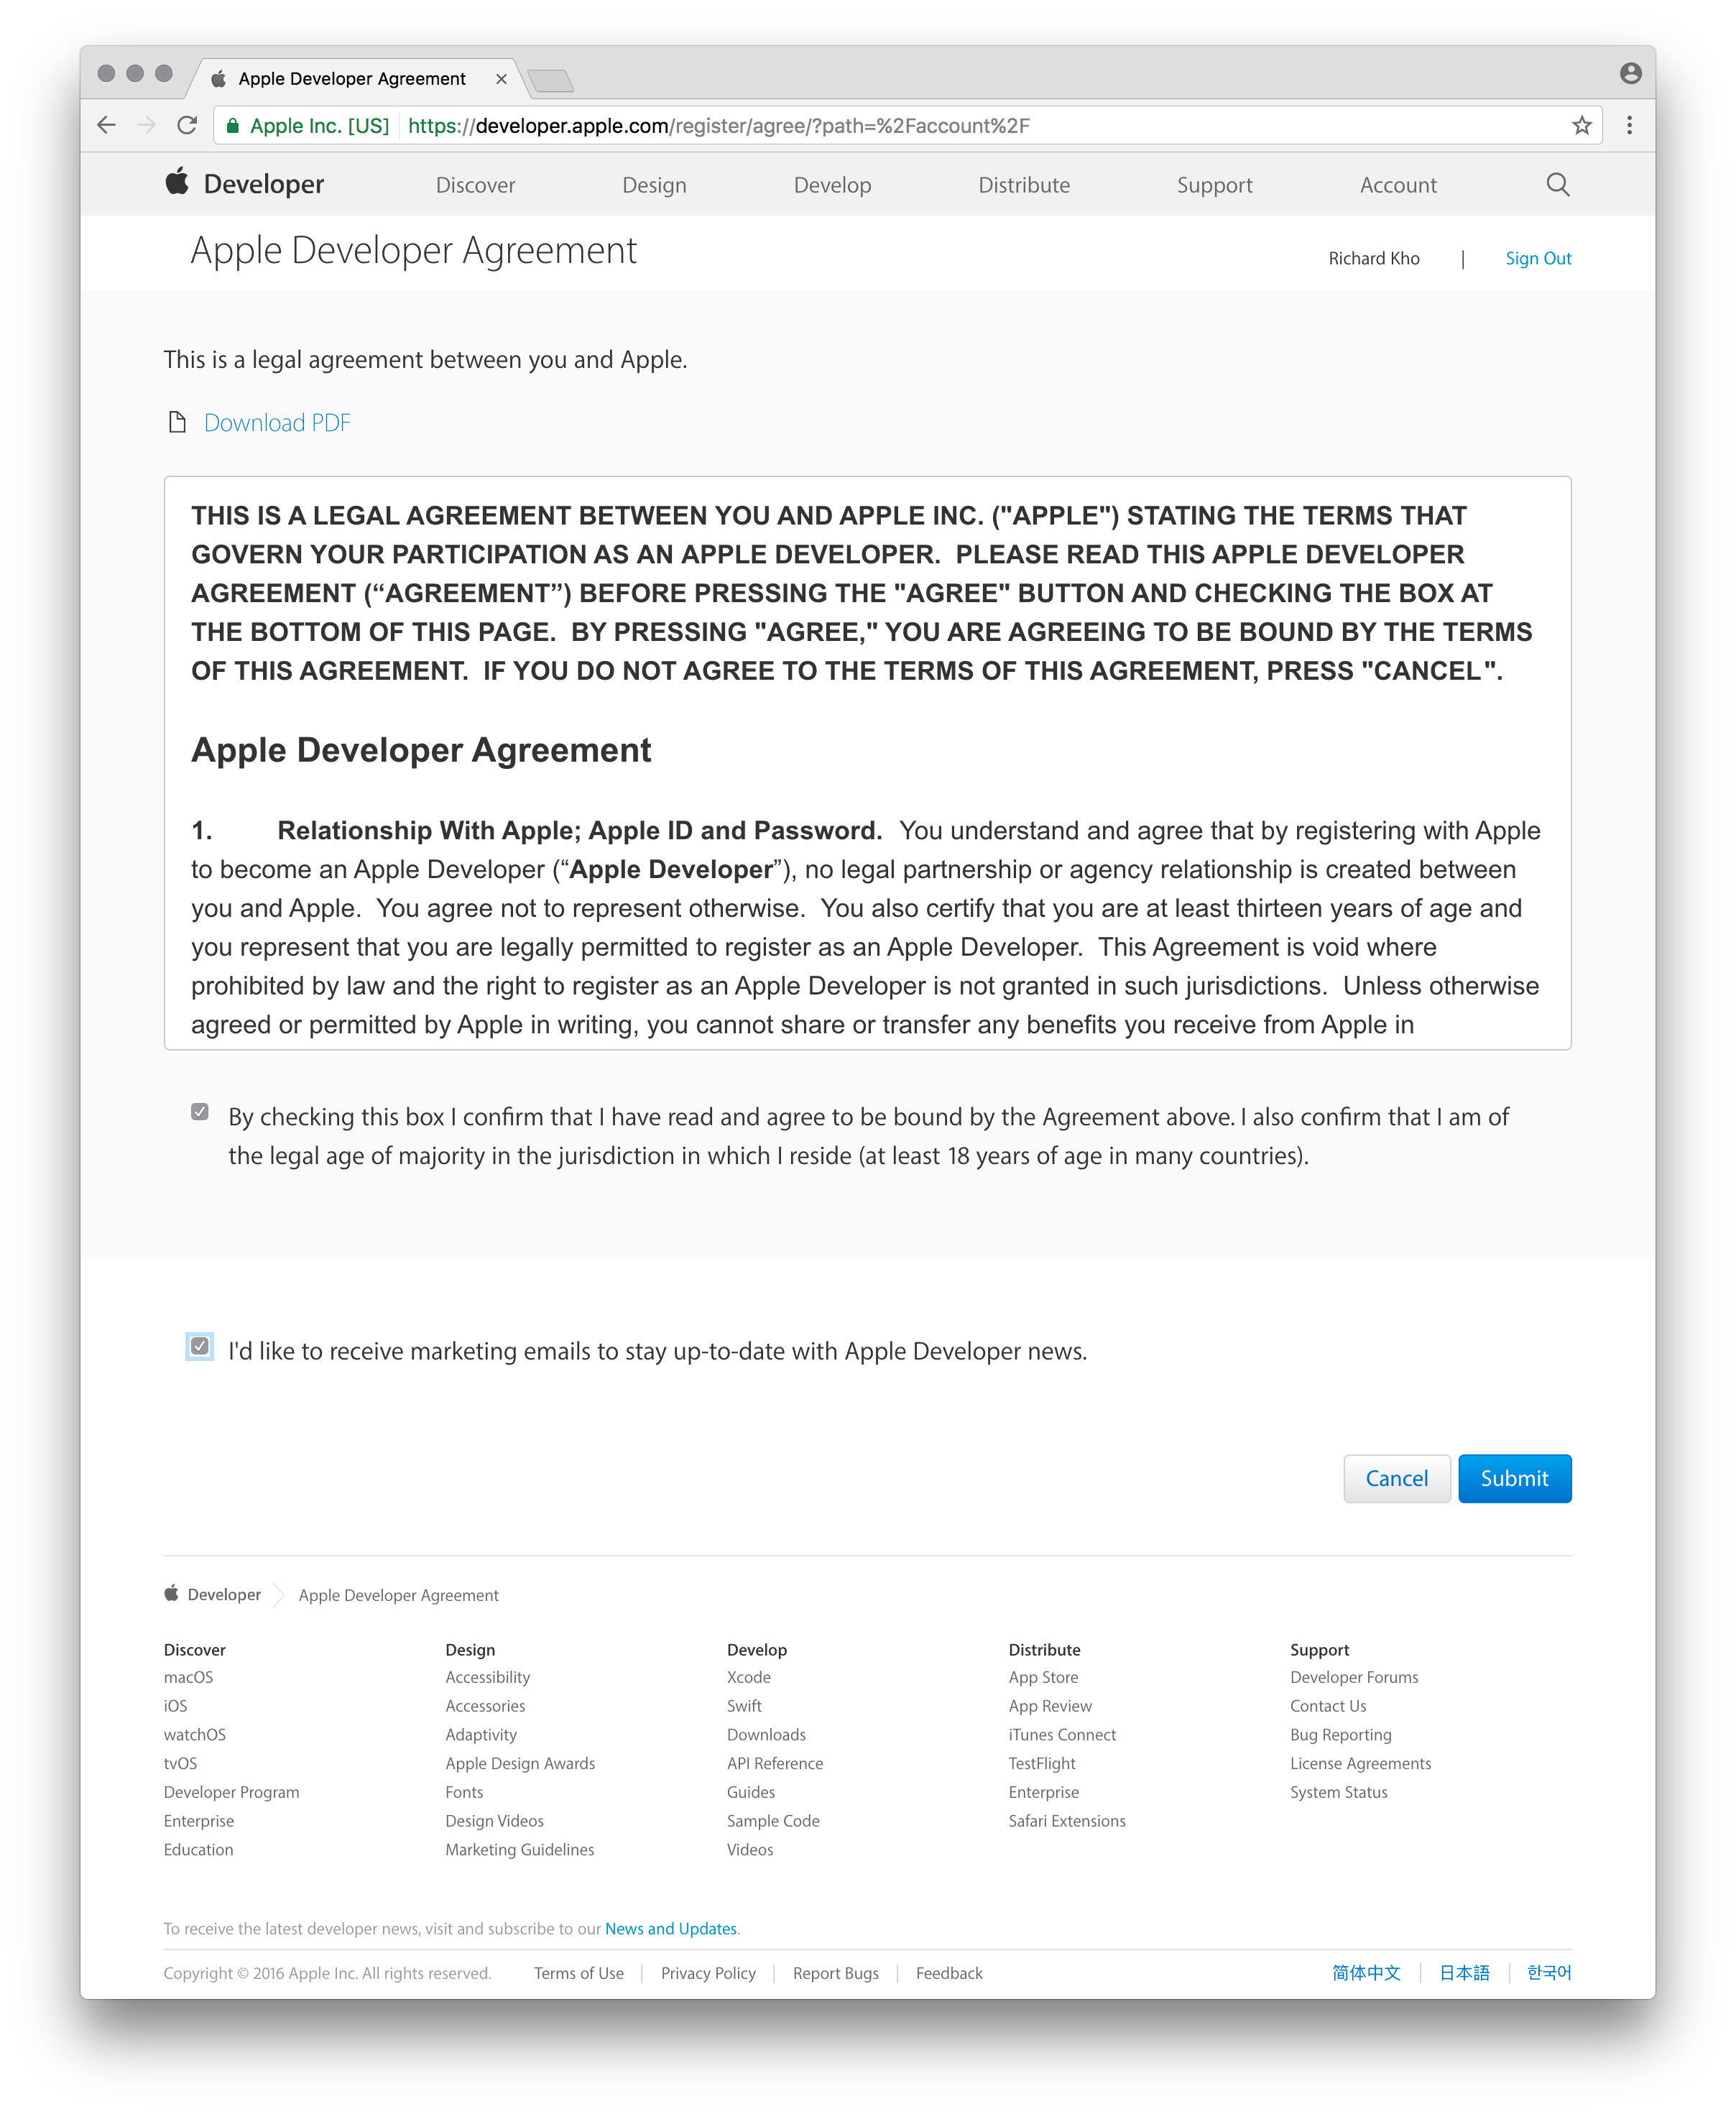 Apple Developer Agreement
Apple Inc. [US] https://developer.apple.com/register/agree/?path=%2Faccount%2F
Developer Discover Design Develop Distribute Support Account
Apple Developer Agreement
Richard Kho | Sign Out
This is a legal agreement between you and Apple.
Download PDF
THIS IS A LEGAL AGREEMENT BETWEEN YOU AND APPLE INC. ("APPLE") STATING THE TERMS THAT
GOVERN YOUR PARTICIPATION AS AN APPLE DEVELOPER.  PLEASE READ THIS APPLE DEVELOPER
AGREEMENT (“AGREEMENT”) BEFORE PRESSING THE "AGREE" BUTTON AND CHECKING THE BOX AT
THE BOTTOM OF THIS PAGE.  BY PRESSING "AGREE," YOU ARE AGREEING TO BE BOUND BY THE TERMS
OF THIS AGREEMENT.  IF YOU DO NOT AGREE TO THE TERMS OF THIS AGREEMENT, PRESS "CANCEL".
Apple Developer Agreement
1. Relationship With Apple; Apple ID and Password.  You understand and agree that by registering with Apple
to become an Apple Developer (“Apple Developer”), no legal partnership or agency relationship is created between
you and Apple.  You agree not to represent otherwise.  You also certify that you are at least thirteen years of age and
you represent that you are legally permitted to register as an Apple Developer.  This Agreement is void where
prohibited by law and the right to register as an Apple Developer is not granted in such jurisdictions.  Unless otherwise
agreed or permitted by Apple in writing, you cannot share or transfer any benefits you receive from Apple in
By checking this box I confirm that I have read and agree to be bound by the Agreement above. I also confirm that I am of
the legal age of majority in the jurisdiction in which I reside (at least 18 years of age in many countries).
I'd like to receive marketing emails to stay up-to-date with Apple Developer news.
Cancel Submit
Developer Apple Developer Agreement
Discover
macOS
iOS
watchOS
tvOS
Developer Program
Enterprise
Education
Design
Accessibility
Accessories
Adaptivity
Apple Design Awards
Fonts
Design Videos
Marketing Guidelines
Develop
Xcode
Swift
Downloads
API Reference
Guides
Sample Code
Videos
Distribute
App Store
App Review
iTunes Connect
TestFlight
Enterprise
Safari Extensions
Support
Developer Forums
Contact Us
Bug Reporting
License Agreements
System Status
To receive the latest developer news, visit and subscribe to our News and Updates.
Copyright © 2016 Apple Inc. All rights reserved. Terms of Use | Privacy Policy | Report Bugs | Feedback 简体中文 | 日本語 | 한국어